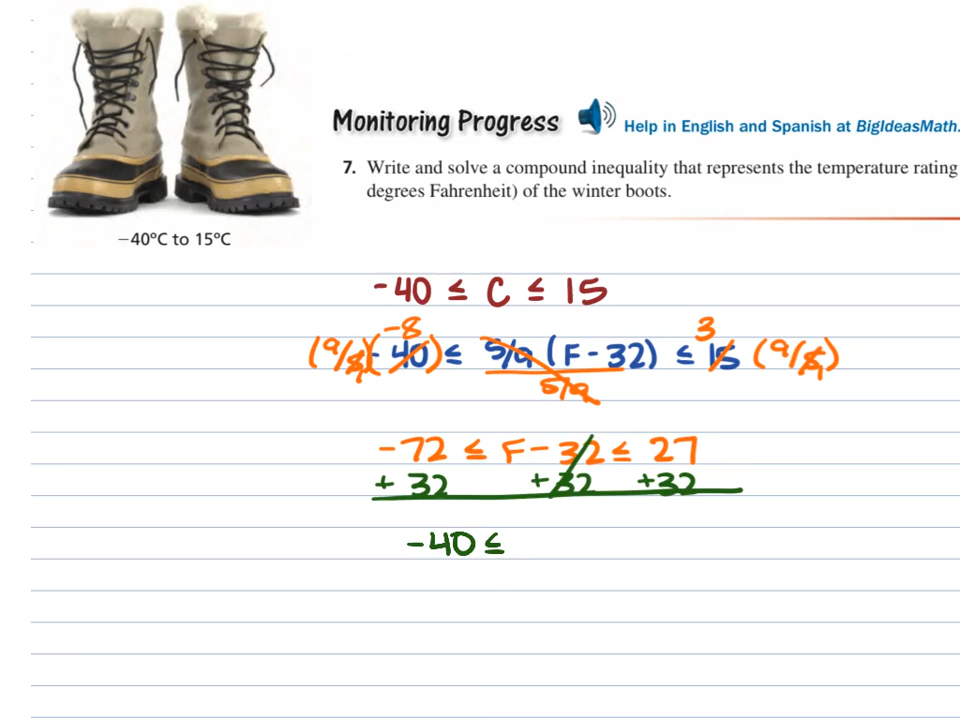 Monitoring Progress Help in English and Spanish at BigIdeasMath.
7. Write and solve a compound inequality that represents the temperature rating
degrees Fahrenheit) of the winter boots.
−40°C to 15°C
-40 ≤ C ≤ 15
-8 3
(9/5)(-40) ≤ 5/9 (F - 32) ≤ 15 (9/5)
5/9
-72 ≤ F - 32 ≤ 27
+ 32 + 32 + 32
-40 ≤